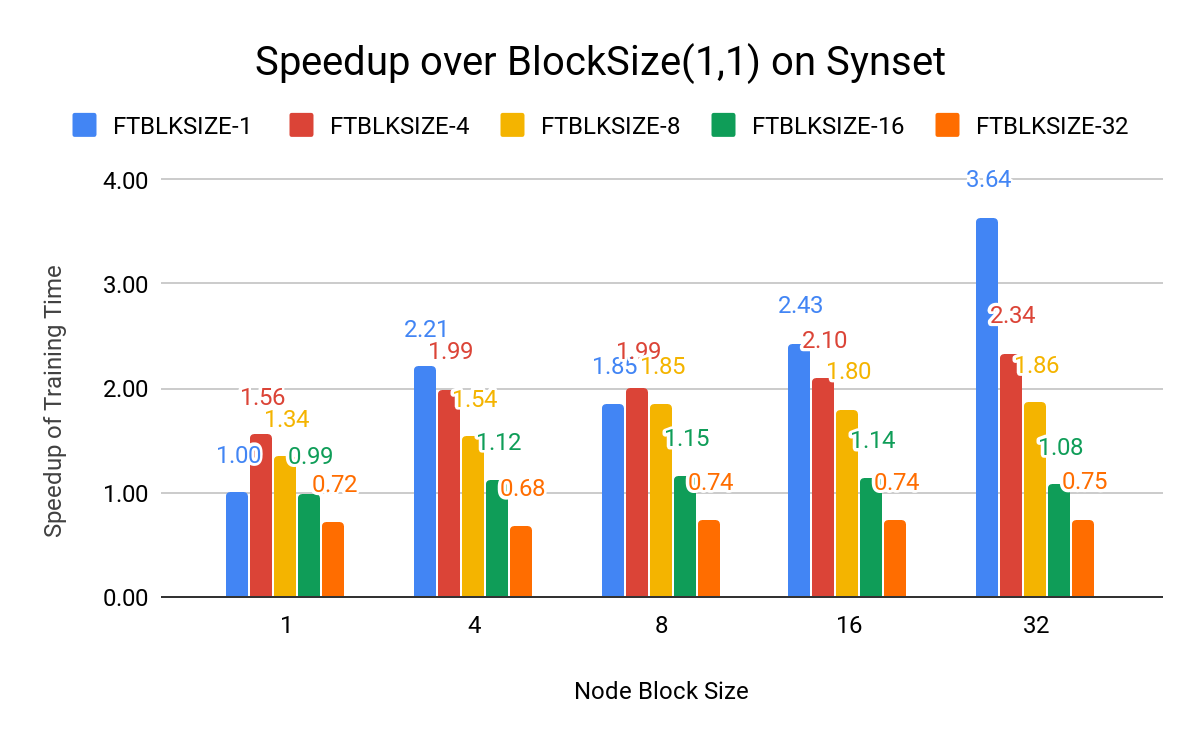 Speedup over BlockSize(1,1) on Synset
FTBLKSIZE-1 FTBLKSIZE-4 FTBLKSIZE-8 FTBLKSIZE-16 FTBLKSIZE-32
Speedup of Training Time
4.00
3.00
2.00
1.00
0.00
1.00 1.56 1.34 0.99 0.72
2.21 1.99 1.54 1.12 0.68
1.85 1.99 1.85 1.15 0.74
2.43 2.10 1.80 1.14 0.74
3.64 2.34 1.86 1.08 0.75
1 4 8 16 32
Node Block Size